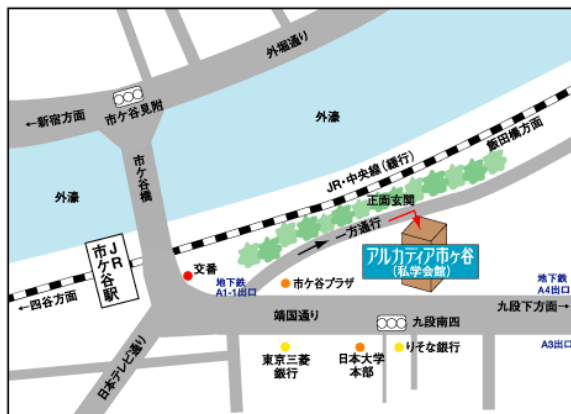 外堀通り
←新宿方面
市ケ谷見附
外濠
飯田橋方面
市ケ谷橋
JR・中央線（緩行）
外濠
正面玄関
一方通行
アルカディア市ヶ谷
（私学会館）
JR
市ケ谷駅
交番
地下鉄
A1-1出口
市ケ谷プラザ
地下鉄
A4出口
←四谷方面
靖国通り
九段南四
九段下方面→
日本テレビ通り
東京三菱
銀行
日本大学
本部
りそな銀行
A3出口